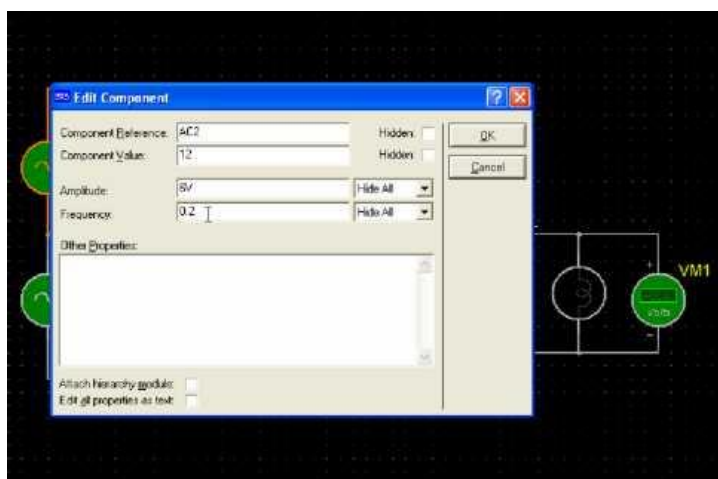 Edit Component
Component Reference: AC2 Hidden:
Component Value: 12 Hidden:
OK
Cancel
Amplitude: 6V Hide All
Frequency: 0.2 Hide All
Other Properties:
VM1
Volts
Attach hierarchy module:
Edit all properties as text: